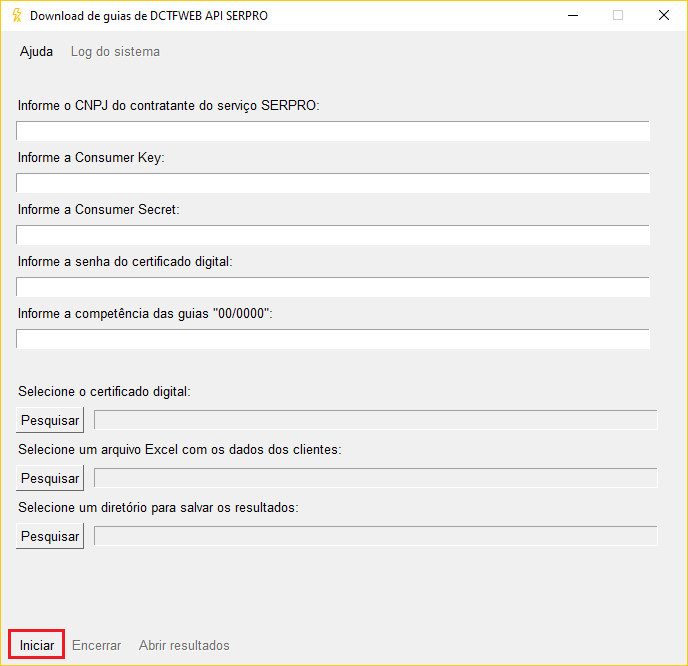 Download de guias de DCTFWEB API SERPRO
Ajuda Log do sistema
Informe o CNPJ do contratante do serviço SERPRO:
Informe a Consumer Key:
Informe a Consumer Secret:
Informe a senha do certificado digital:
Informe a competência das guias "00/0000":
Selecione o certificado digital:
Pesquisar
Selecione um arquivo Excel com os dados dos clientes:
Pesquisar
Selecione um diretório para salvar os resultados:
Pesquisar
Iniciar Encerrar Abrir resultados